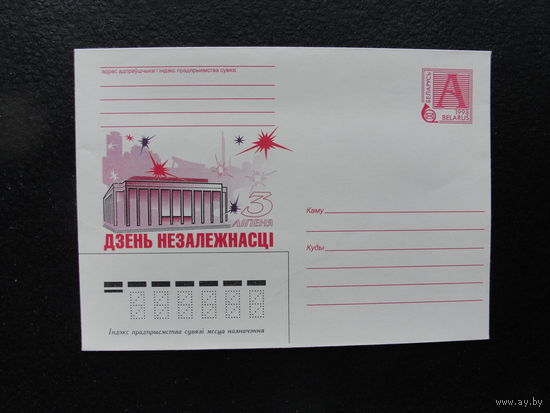 адрас адпраўшчыка і індэкс прадпрыемства сувязі
БЕЛАРУСЬ
А
1998
BELARUS
3
ЛІПЕНЯ
ДЗЕНЬ НЕЗАЛЕЖНАСЦІ
Каму
Куды
Індэкс прадпрыемства сувязі месца назначэння
www.ay.by